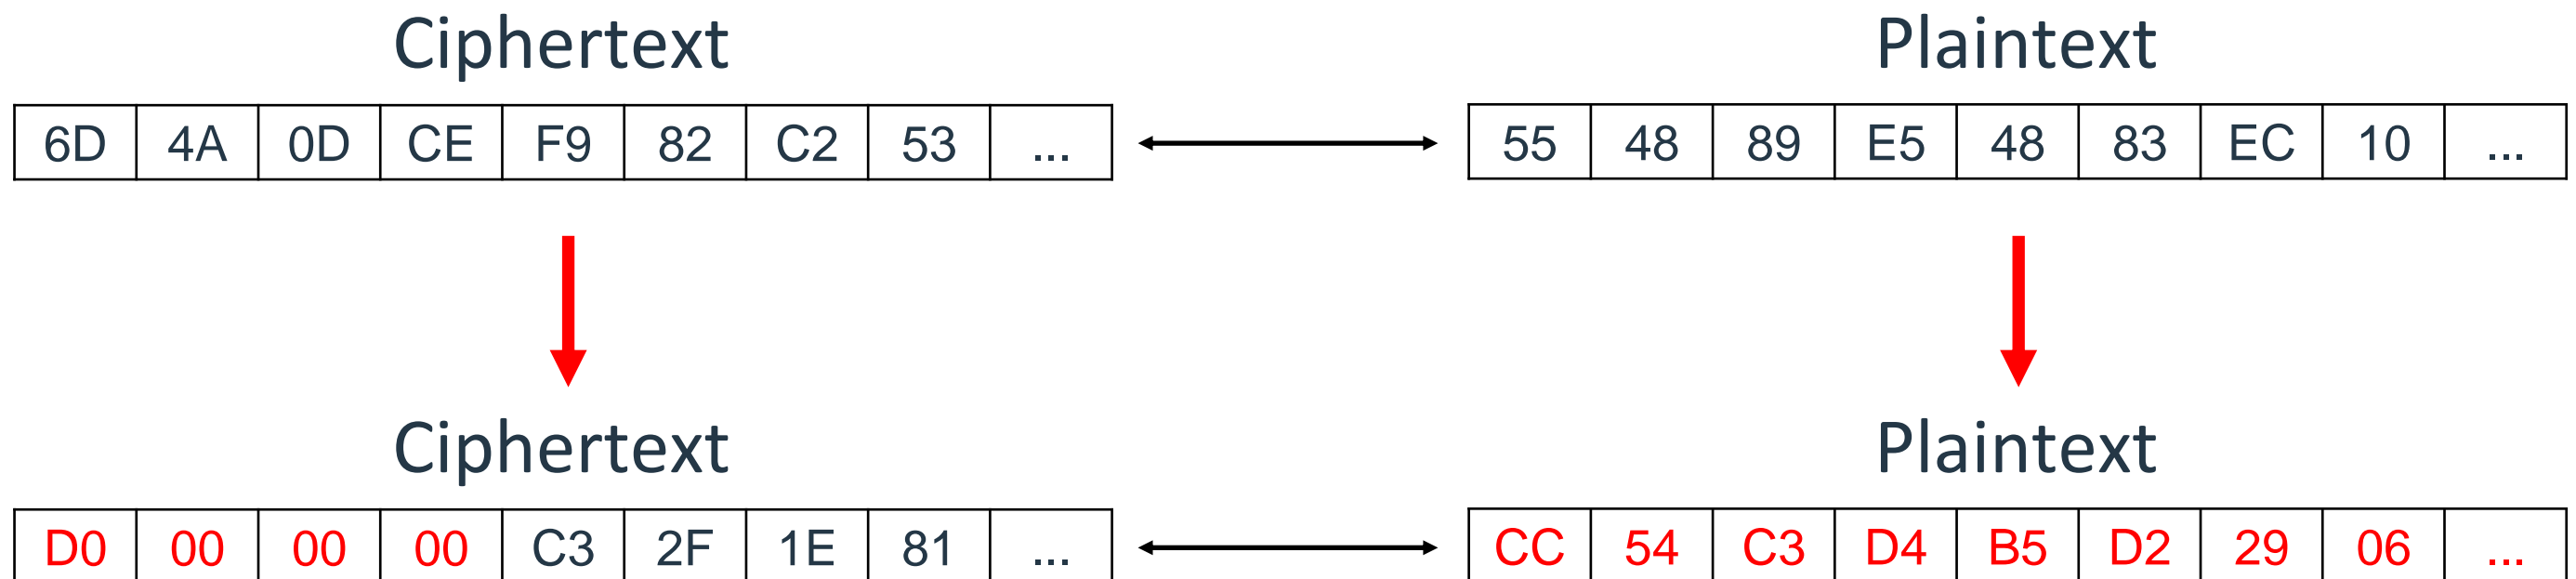 Ciphertext Plaintext
6D 4A 0D CE F9 82 C2 53 ... 55 48 89 E5 48 83 EC 10 ...
Ciphertext Plaintext
D0 00 00 00 C3 2F 1E 81 ... CC 54 C3 D4 B5 D2 29 06 ...